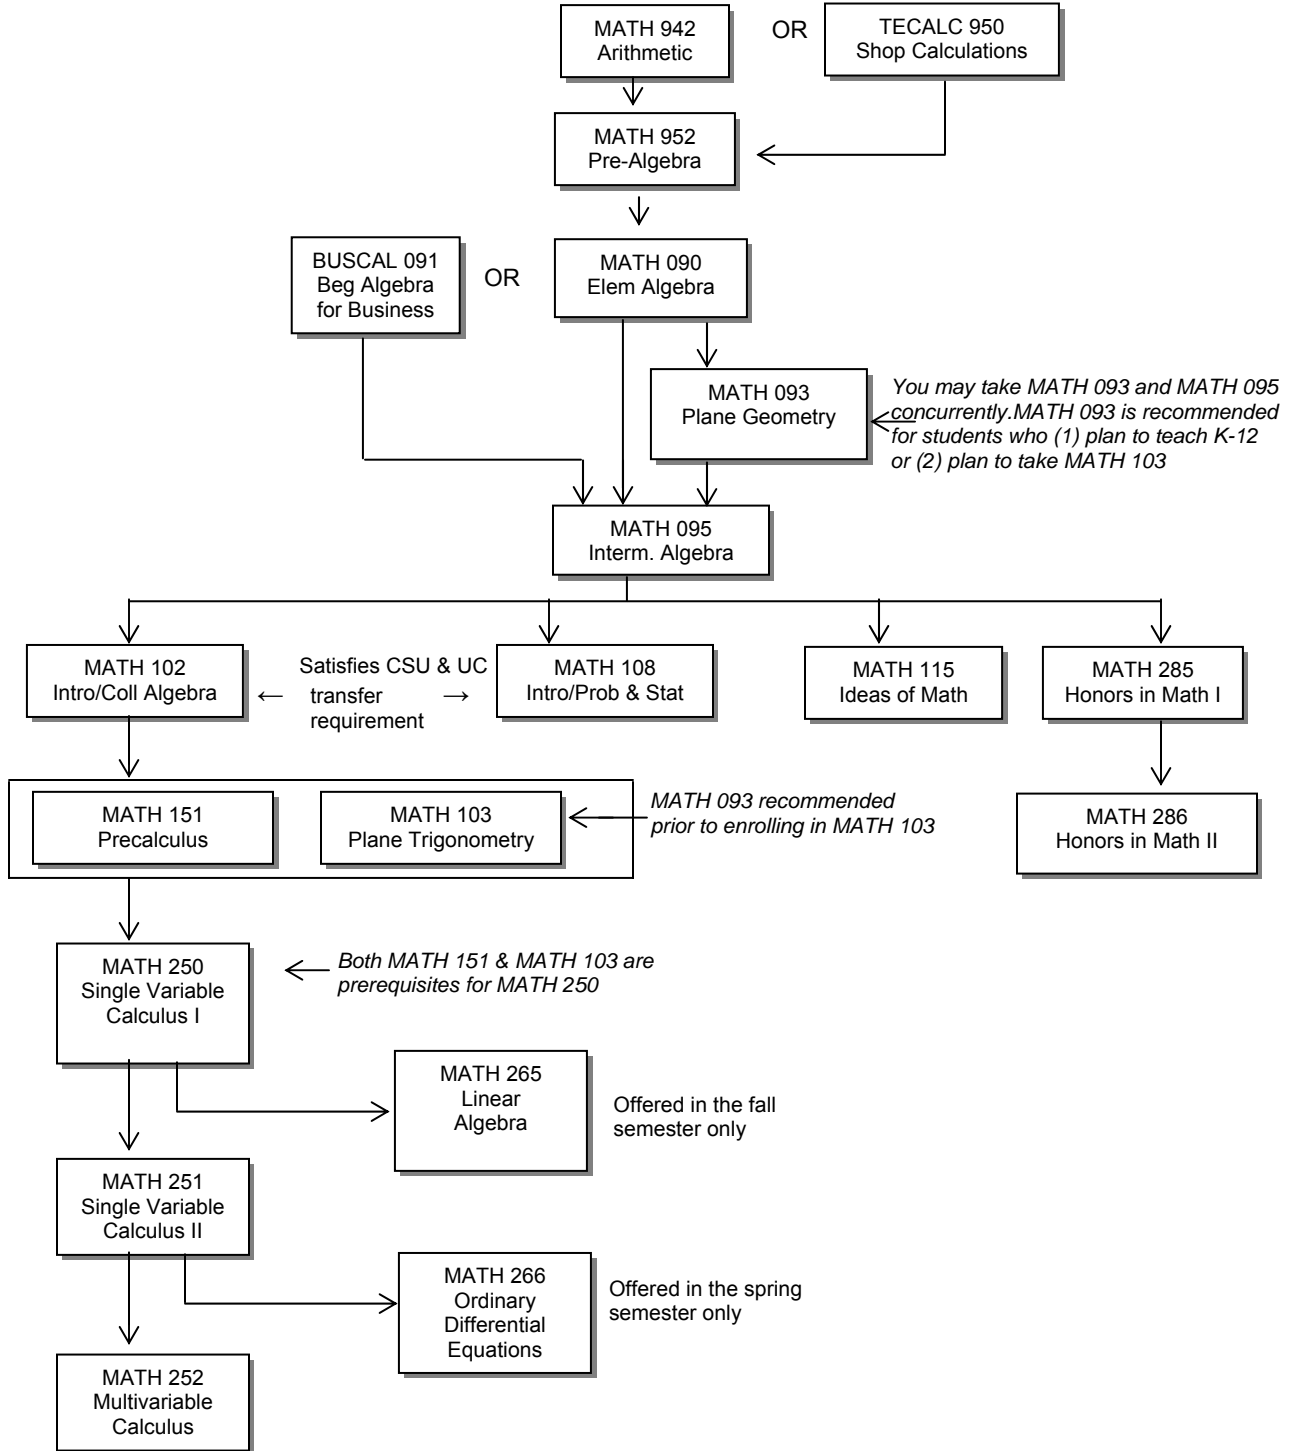 MATH 942
Arithmetic
OR
TECALC 950
Shop Calculations
MATH 952
Pre-Algebra
BUSCAL 091
Beg Algebra
for Business
OR
MATH 090
Elem Algebra
MATH 093
Plane Geometry
You may take MATH 093 and MATH 095
concurrently.MATH 093 is recommended
for students who (1) plan to teach K-12
or (2) plan to take MATH 103
MATH 095
Interm. Algebra
MATH 102
Intro/Coll Algebra
Satisfies CSU & UC
transfer
requirement
MATH 108
Intro/Prob & Stat
MATH 115
Ideas of Math
MATH 285
Honors in Math I
MATH 151
Precalculus
MATH 103
Plane Trigonometry
MATH 093 recommended
prior to enrolling in MATH 103
MATH 286
Honors in Math II
MATH 250
Single Variable
Calculus I
Both MATH 151 & MATH 103 are
prerequisites for MATH 250
MATH 265
Linear
Algebra
Offered in the fall
semester only
MATH 251
Single Variable
Calculus II
MATH 266
Ordinary
Differential
Equations
Offered in the spring
semester only
MATH 252
Multivariable
Calculus